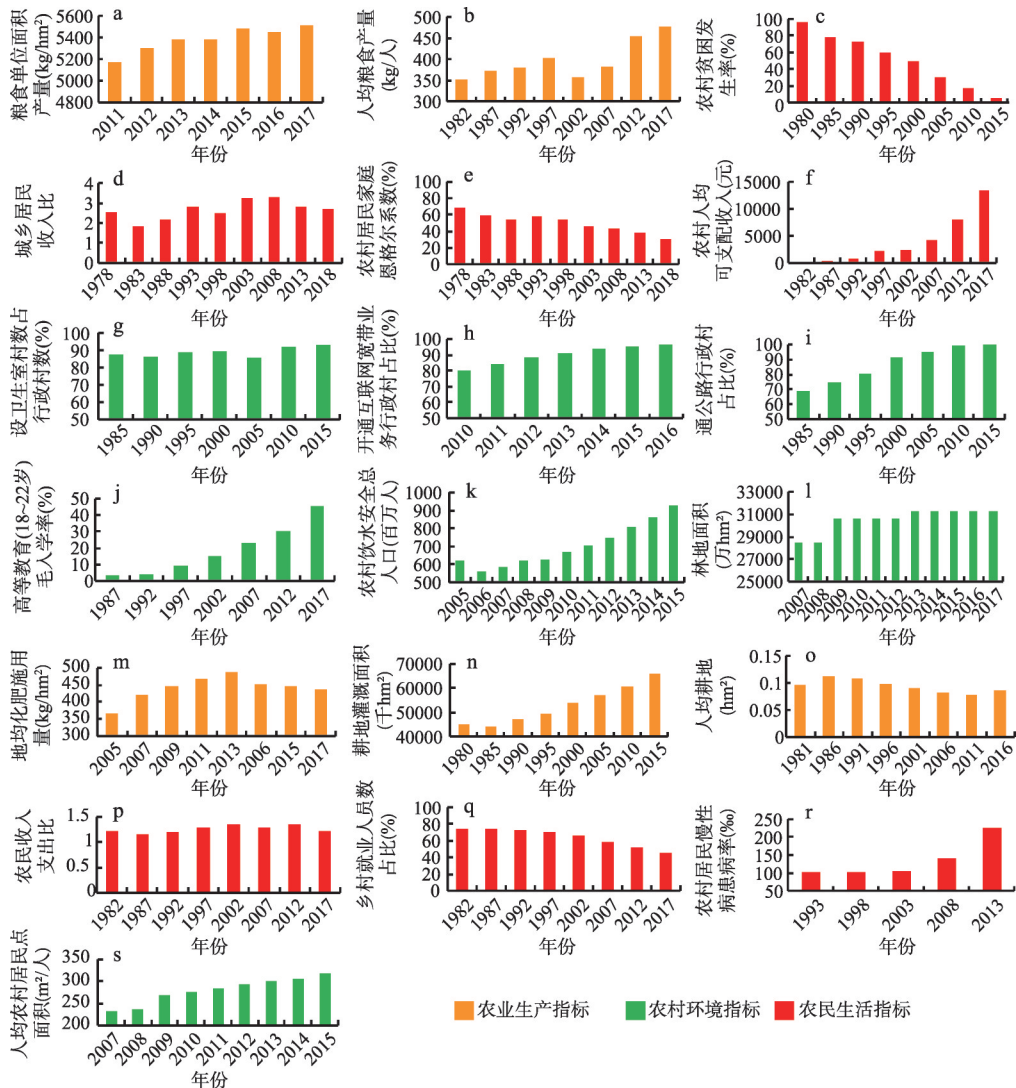 a
粮食单位面积
产量(kg/hm²)
5600
5400
5200
5000
4800
2011 2012 2013 2014 2015 2016 2017
年份
b
人均粮食产量
(kg/人)
500
450
400
350
300
1982 1987 1992 1997 2002 2007 2012 2017
年份
c
农村贫困发
生率(%)
100
80
60
40
20
0
1980 1985 1990 1995 2000 2005 2010 2015
年份
d
城乡居民
收入比
4
3
2
1
0
1978 1983 1988 1993 1998 2003 2008 2013 2018
年份
e
农村居民家庭
恩格尔系数(%)
100
80
60
40
20
0
1978 1983 1988 1993 1998 2003 2008 2013 2018
年份
f
农村人均
可支配收入(元)
15000
10000
5000
0
1982 1987 1992 1997 2002 2007 2012 2017
年份
g
设卫生室村数占
行政村数(%)
100
90
80
70
60
50
1985 1990 1995 2000 2005 2010 2015
年份
h
开通互联网宽带业
务行政村占比(%)
100
90
80
70
60
50
2010 2011 2012 2013 2014 2015 2016
年份
i
通公路行政村
占比(%)
100
90
80
70
60
50
1985 1990 1995 2000 2005 2010 2015
年份
j
高等教育(18~22岁)
毛入学率(%)
50
40
30
20
10
0
1987 1992 1997 2002 2007 2012 2017
年份
k
农村饮水安全总
人口(百万人)
1000
900
800
700
600
500
2005 2006 2007 2008 2009 2010 2011 2012 2013 2014 2015
年份
l
林地面积
(万hm²)
33000
31000
29000
27000
25000
2007 2008 2009 2010 2011 2012 2013 2014 2015 2016 2017
年份
m
地均化肥施用
量(kg/hm²)
500
450
400
350
300
2005 2007 2009 2011 2013 2006 2015 2017
年份
n
耕地灌溉面积
(千hm²)
70000
60000
50000
40000
1980 1985 1990 1995 2000 2005 2010 2015
年份
o
人均耕地
(hm²)
0.15
0.1
0.05
0
1981 1986 1991 1996 2001 2006 2011 2016
年份
p
农民收入
支出比
1.5
1
0.5
0
1982 1987 1992 1997 2002 2007 2012 2017
年份
q
乡村就业人员数
占比(%)
100
80
60
40
20
0
1982 1987 1992 1997 2002 2007 2012 2017
年份
r
农村居民慢性
病患病率(‰)
250
200
150
100
50
1993 1998 2003 2008 2013
年份
s
人均农村居民点
面积(m²/人)
350
300
250
200
2007 2008 2009 2010 2011 2012 2013 2014 2015
年份
农业生产指标 农村环境指标 农民生活指标